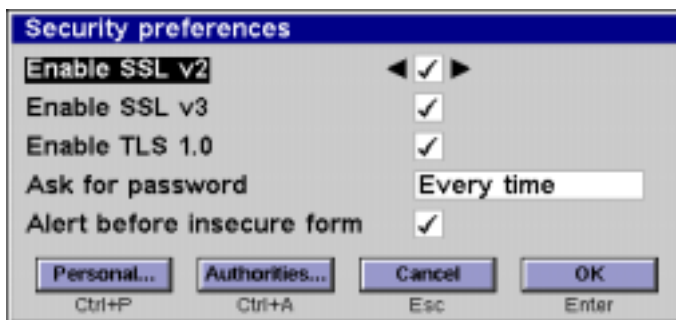 Security preferences
Enable SSL v2
Enable SSL v3
Enable TLS 1.0
Ask for password Every time
Alert before insecure form
Personal... Authorities... Cancel OK
Ctrl+P Ctrl+A Esc Enter